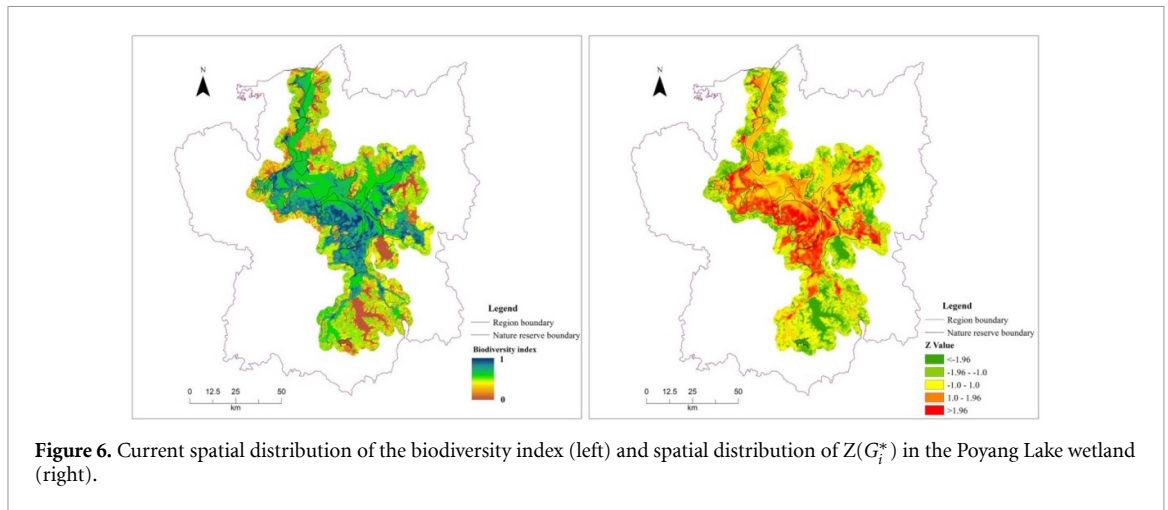 N
Legend
Region boundary
Nature reserve boundary
Biodiversity index
1
0
0 12.5 25 50
km
N
Legend
Region boundary
Nature reserve boundary
Z Value
<-1.96
-1.96 - -1.0
-1.0 - 1.0
1.0 - 1.96
>1.96
0 12.5 25 50
km
Figure 6. Current spatial distribution of the biodiversity index (left) and spatial distribution of Z(G_i^*) in the Poyang Lake wetland
(right).